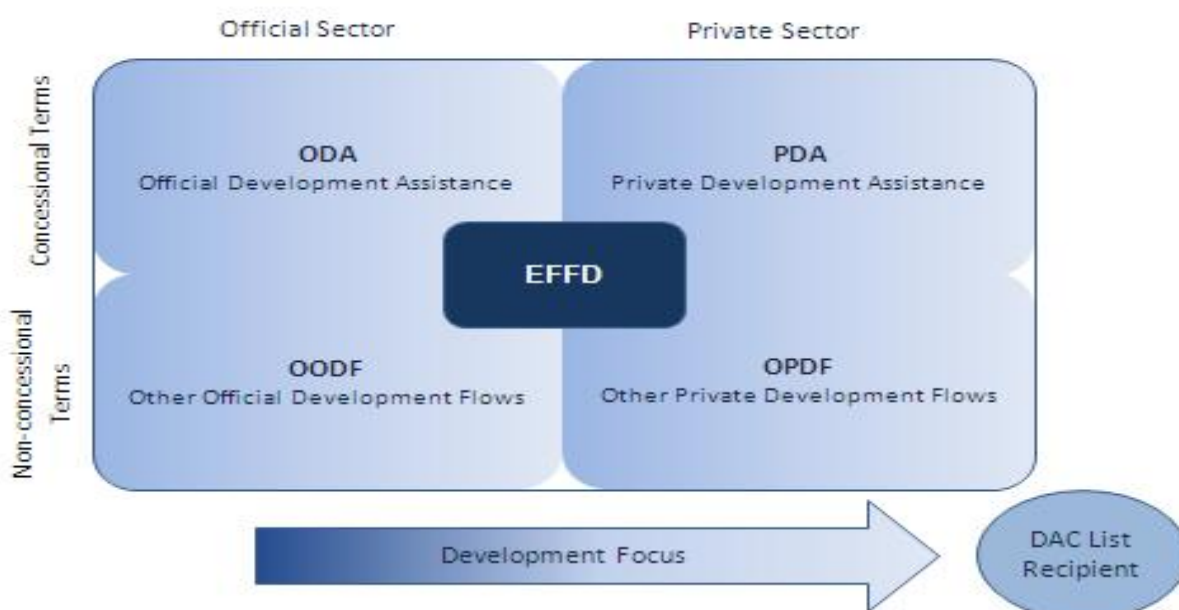 Official Sector
Private Sector
Concessional Terms
ODA
Official Development Assistance
PDA
Private Development Assistance
EFFD
Non-concessional
Terms
OODF
Other Official Development Flows
OPDF
Other Private Development Flows
Development Focus
DAC List
Recipient